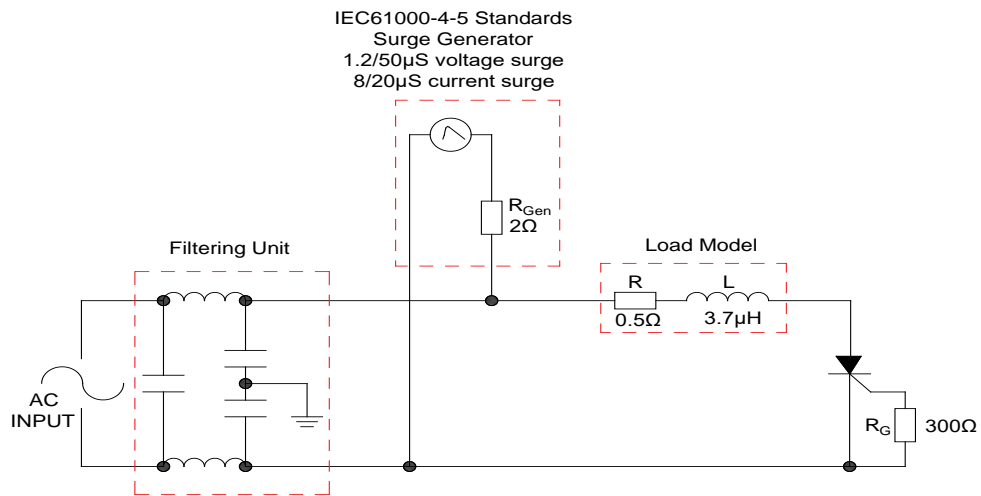 IEC61000-4-5 Standards
Surge Generator
1.2/50µS voltage surge
8/20µS current surge
RGen
2Ω
Filtering Unit
Load Model
R
L
0.5Ω
3.7µH
AC
INPUT
RG
300Ω